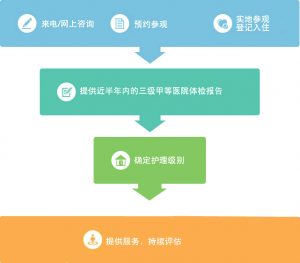 来电/网上咨询
预约参观
实地参观
登记入住
提供近半年内的三级甲等医院体检报告
确定护理级别
提供服务，持续评估